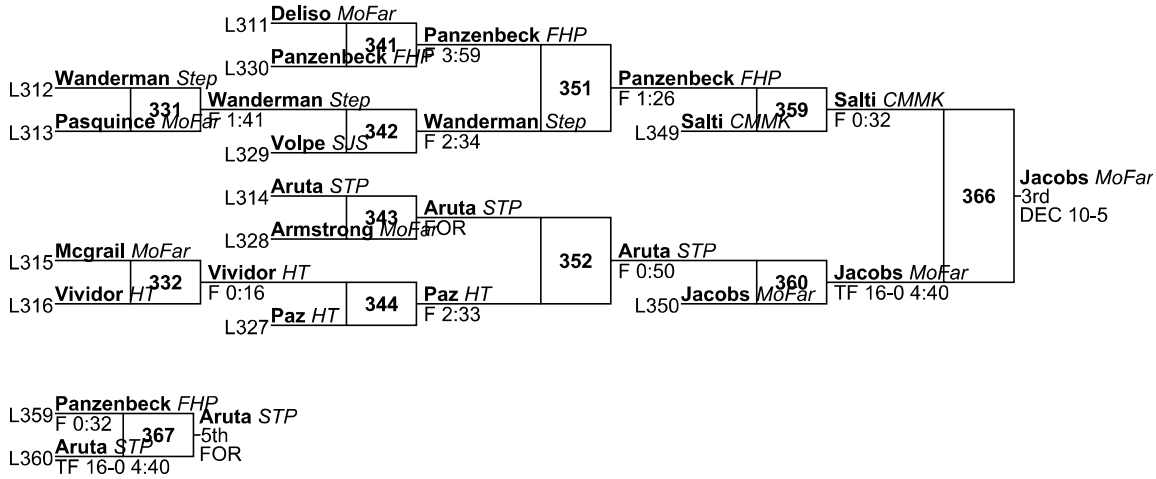 L311 Deliso MoFar
341
L330 Panzenbeck FHP
Panzenbeck FHP
F 3:59
L312 Wanderman Step
331
L313 Pasquince MoFar
Wanderman Step
F 1:41
342
L329 Volpe SJS
Wanderman Step
F 2:34
351
Panzenbeck FHP
F 1:26
359
L349 Salti CMMK
Salti CMMK
F 0:32
L314 Aruta STP
343
L328 Armstrong MoFar
Aruta STP
FOR
L315 Mcgrail MoFar
332
L316 Vividor HT
Vividor HT
F 0:16
344
L327 Paz HT
Paz HT
F 2:33
352
Aruta STP
F 0:50
360
L350 Jacobs MoFar
Jacobs MoFar
TF 16-0 4:40
366
Jacobs MoFar
3rd
DEC 10-5
L359 Panzenbeck FHP
F 0:32
367
L360 Aruta STP
TF 16-0 4:40
Aruta STP
5th
FOR